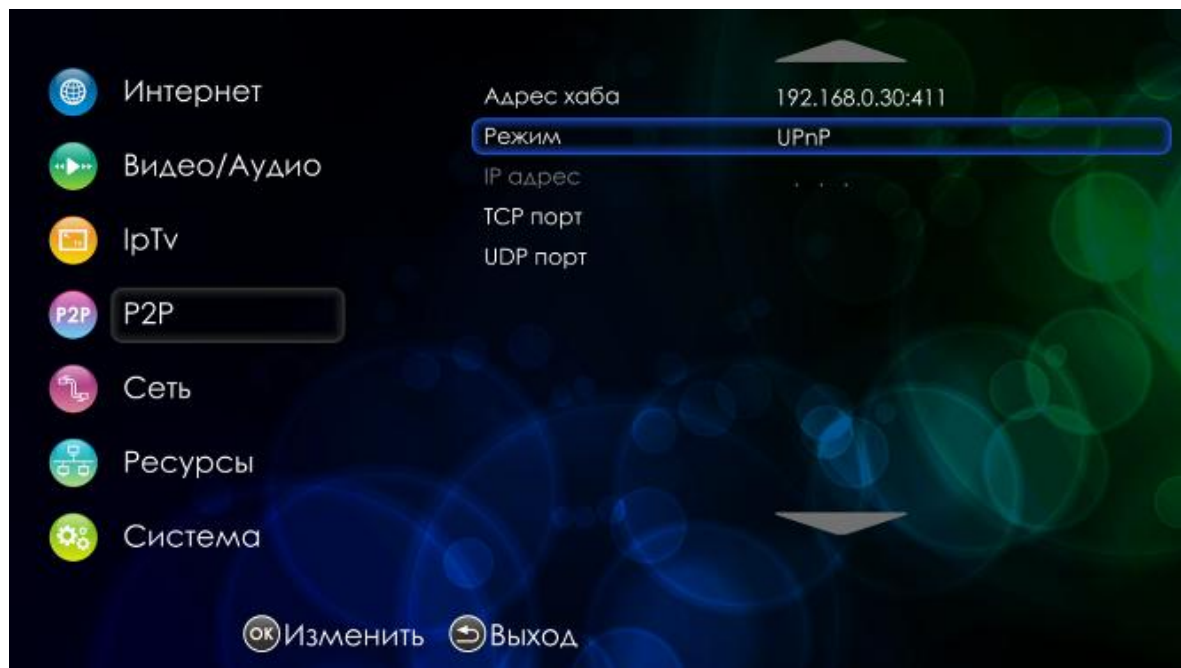 Интернет
Видео/Аудио
IpTv
P2P P2P
Сеть
Ресурсы
Система
Адрес хаба 192.168.0.30:411
Режим UPnP
IP адрес . . .
TCP порт
UDP порт
OK Изменить Выход